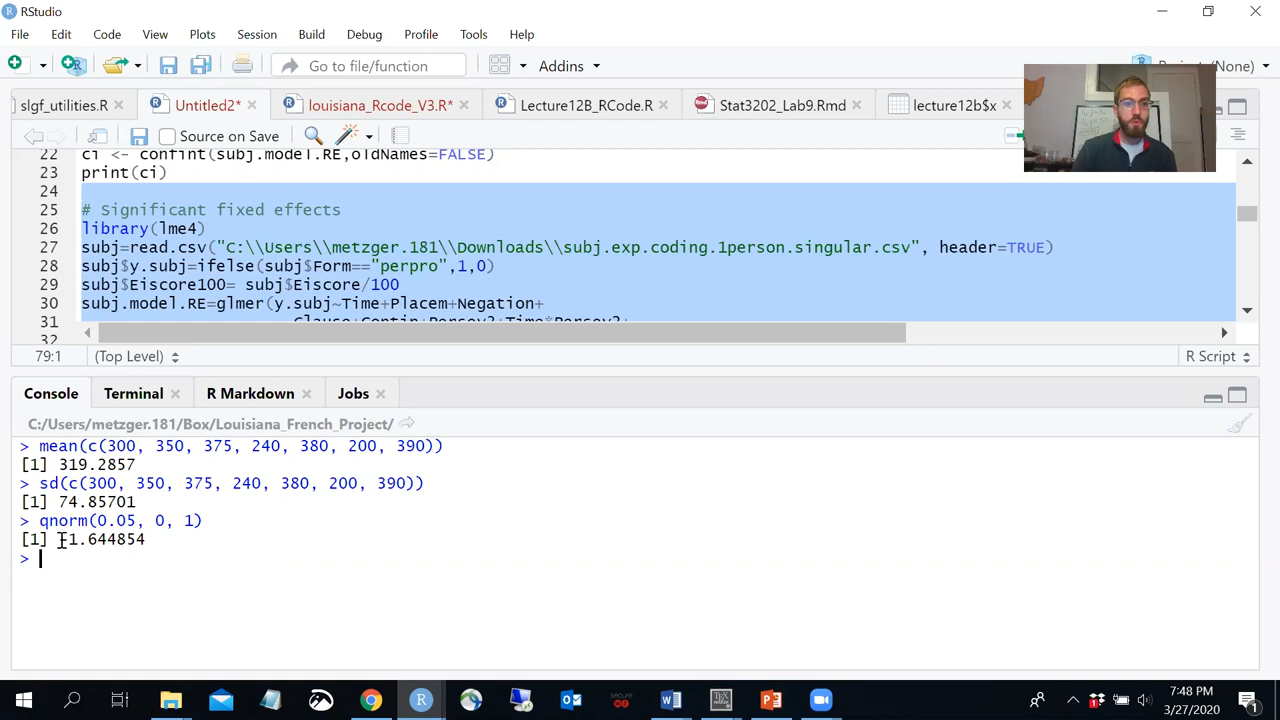 RStudio
File Edit Code View Plots Session Build Debug Profile Tools Help
Go to file/function Addins (None)
slgf_utilities.R Untitled2* louisiana_Rcode_V3.R* Lecture12B_RCode.R Stat3202_Lab9.Rmd lecture12b$x
Source on Save
22 ci <- confint(subj.model.RE,oldNames=FALSE)
23 print(ci)
24
25 # Significant fixed effects
26 library(lme4)
27 subj=read.csv("C:\\Users\\metzger.181\\Downloads\\subj.exp.coding.1person.singular.csv", header=TRUE)
28 subj$y.subj=ifelse(subj$Form=="perpro",1,0)
29 subj$Eiscore100= subj$Eiscore/100
30 subj.model.RE=glmer(y.subj~Time+Placem+Negation+
31
32
79:1 (Top Level) R Script
Console Terminal R Markdown Jobs
C:/Users/metzger.181/Box/Louisiana_French_Project/
> mean(c(300, 350, 375, 240, 380, 200, 390))
[1] 319.2857
> sd(c(300, 350, 375, 240, 380, 200, 390))
[1] 74.85701
> qnorm(0.05, 0, 1)
[1] -1.644854
>
7:48 PM
3/27/2020